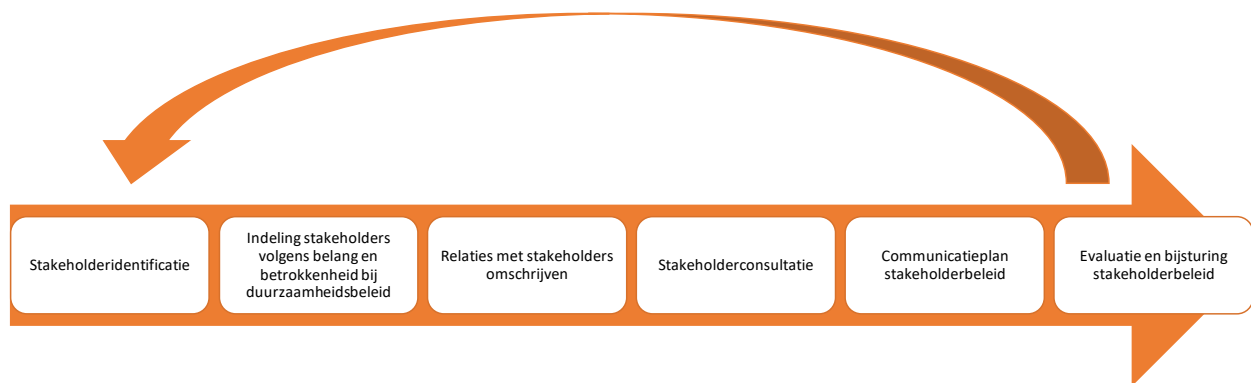 Stakeholderidentificatie
Indeling stakeholders
volgens belang en
betrokkenheid bij
duurzaamheidsbeleid
Relaties met stakeholders
omschrijven
Stakeholderconsultatie
Communicatieplan
stakeholderbeleid
Evaluatie en bijsturing
stakeholderbeleid